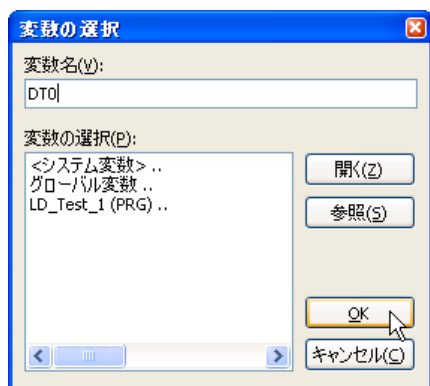 変数の選択
変数名(V):
DT0
変数の選択(P):
<システム変数> ..
グローバル変数 ..
LD_Test_1 (PRG) ..
開く(Z)
参照(S)
OK
キャンセル(C)